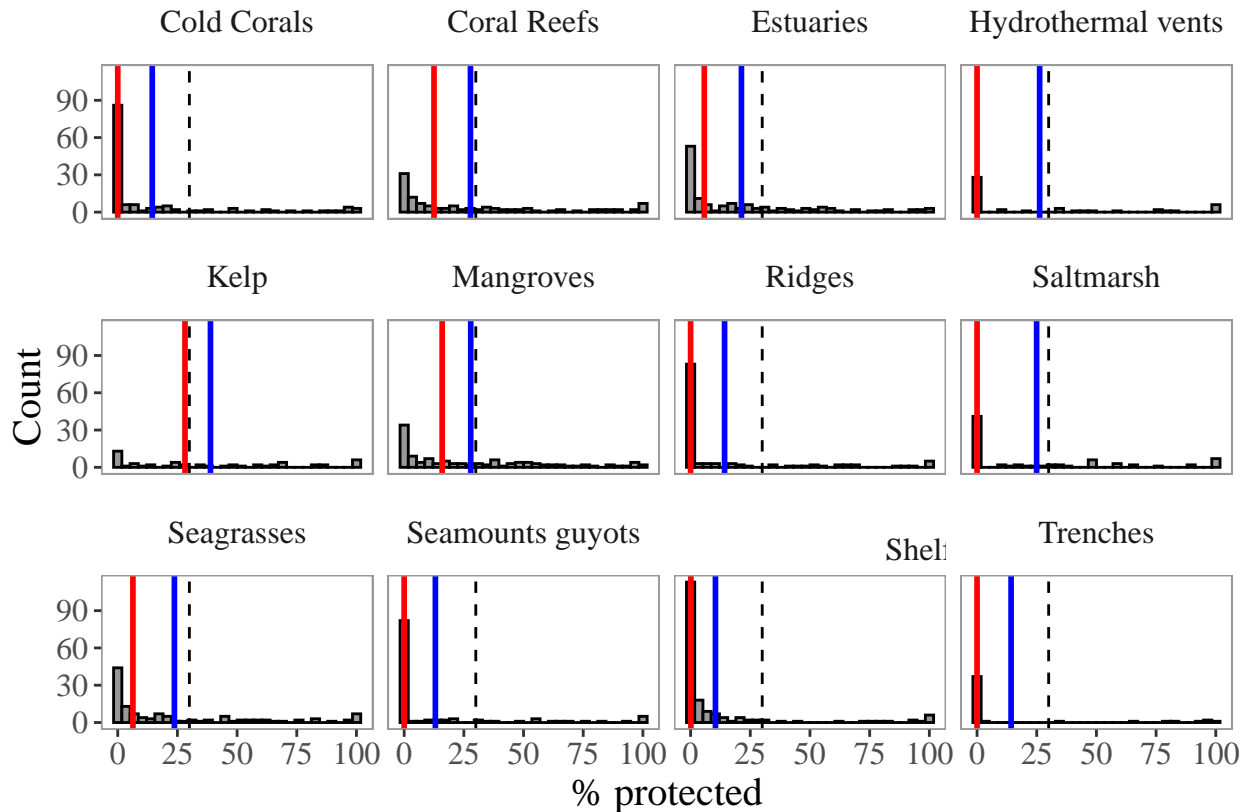 Cold Corals Coral Reefs Estuaries Hydrothermal vents
90
60
30
0
Kelp Mangroves Ridges Saltmarsh
Count
90
60
30
0
Seagrasses Seamounts guyots Trenches
Shelf
90
60
30
0
0 25 50 75 100 0 25 50 75 100 0 25 50 75 100 0 25 50 75 100
% protected